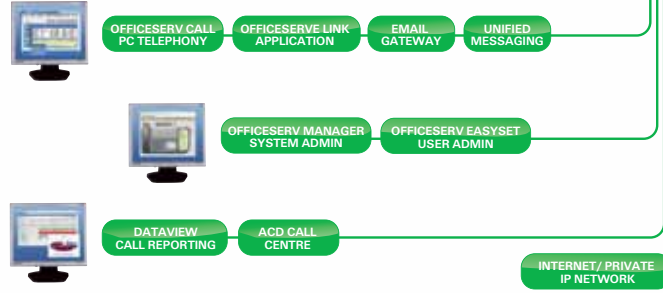 OFFICESERV CALL
PC TELEPHONY
OFFICESERVE LINK
APPLICATION
EMAIL
GATEWAY
UNIFIED
MESSAGING
OFFICESERV MANAGER
SYSTEM ADMIN
OFFICESERV EASYSET
USER ADMIN
DATAVIEW
CALL REPORTING
ACD CALL
CENTRE
INTERNET/ PRIVATE
IP NETWORK